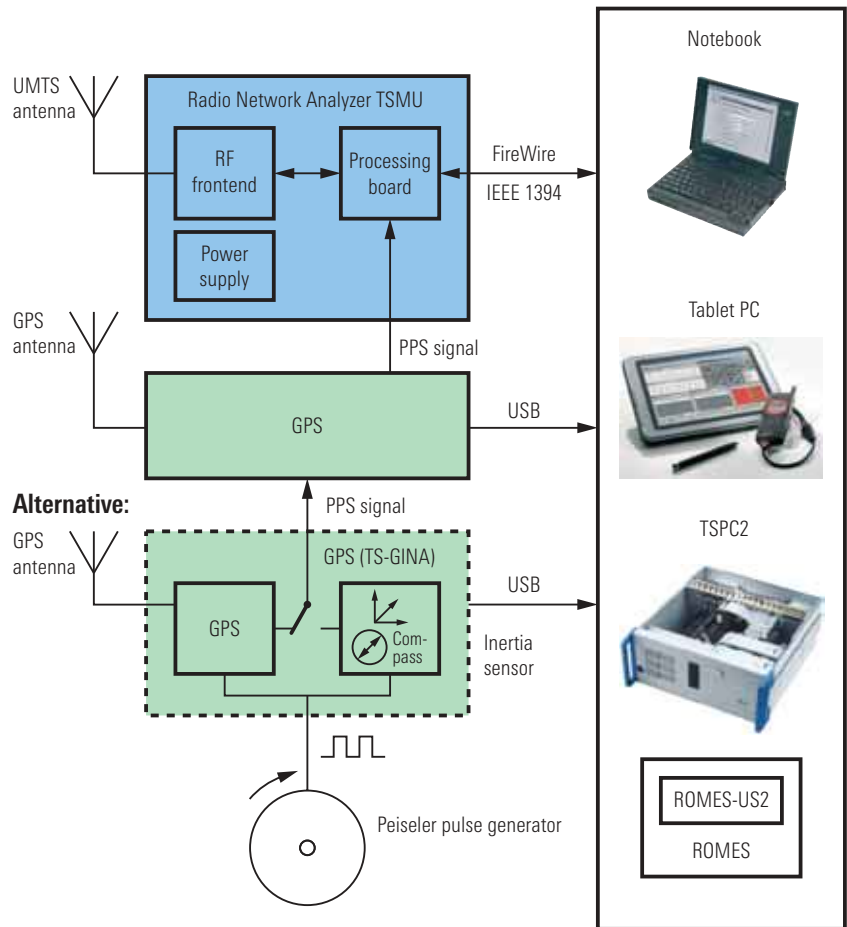 Notebook
UMTS
antenna
Radio Network Analyzer TSMU
RF
frontend
Processing
board
FireWire
IEEE 1394
Power
supply
Tablet PC
GPS
antenna
PPS signal
GPS
USB
Alternative:
PPS signal
TSPC2
GPS
antenna
GPS (TS-GINA)
USB
GPS
Com-
pass
Inertia
sensor
ROMES-US2
ROMES
Peiseler pulse generator